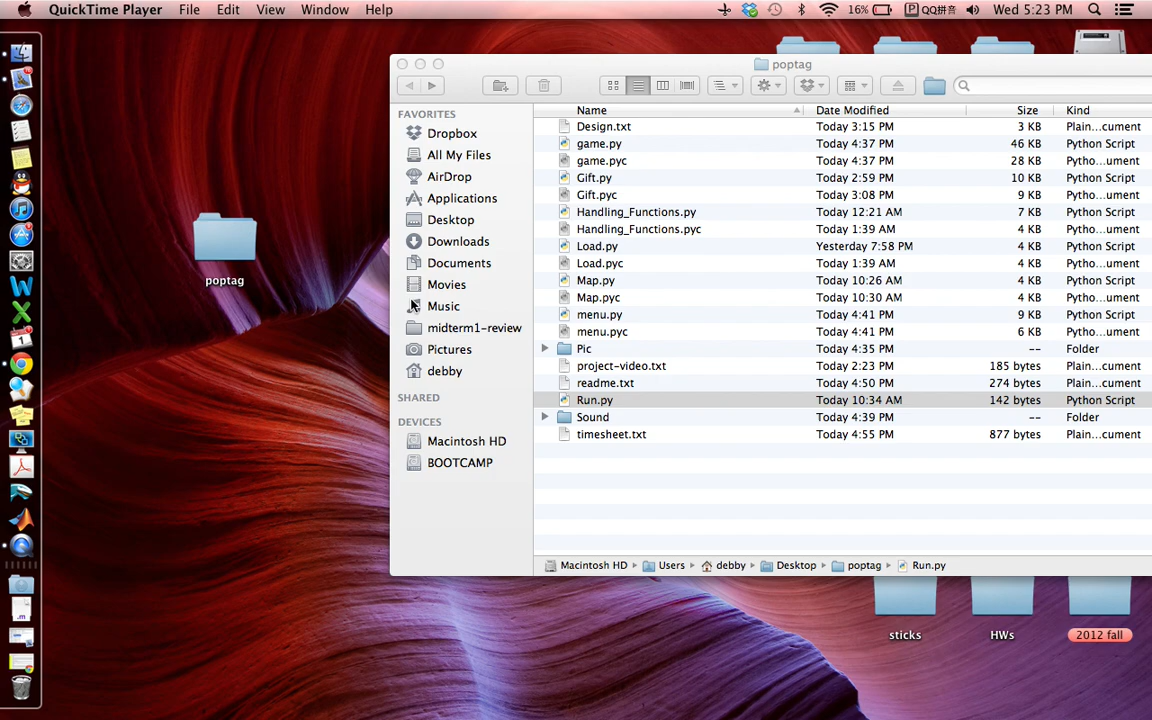 QuickTime Player File Edit View Window Help 16% QQ拼音 Wed 5:23 PM
poptag
FAVORITES
Dropbox
All My Files
AirDrop
Applications
Desktop
Downloads
Documents
Movies
Music
midterm1-review
Pictures
debby
SHARED
DEVICES
Macintosh HD
BOOTCAMP
Name Date Modified Size Kind
Design.txt Today 3:15 PM 3 KB Plain...cument
game.py Today 4:37 PM 46 KB Python Script
game.pyc Today 4:37 PM 28 KB Pytho...ument
Gift.py Today 2:59 PM 10 KB Python Script
Gift.pyc Today 3:08 PM 9 KB Pytho...ument
Handling_Functions.py Today 12:21 AM 7 KB Python Script
Handling_Functions.pyc Today 1:39 AM 4 KB Pytho...ument
Load.py Yesterday 7:58 PM 4 KB Python Script
Load.pyc Today 1:39 AM 4 KB Pytho...ument
Map.py Today 10:26 AM 4 KB Python Script
Map.pyc Today 10:30 AM 4 KB Pytho...ument
menu.py Today 4:41 PM 9 KB Python Script
menu.pyc Today 4:41 PM 6 KB Pytho...ument
Pic Today 4:35 PM -- Folder
project-video.txt Today 2:23 PM 185 bytes Plain...cument
readme.txt Today 4:50 PM 274 bytes Plain...cument
Run.py Today 10:34 AM 142 bytes Python Script
Sound Today 4:39 PM -- Folder
timesheet.txt Today 4:55 PM 877 bytes Plain...cument
Macintosh HD Users debby Desktop poptag Run.py
poptag
sticks HWs 2012 fall